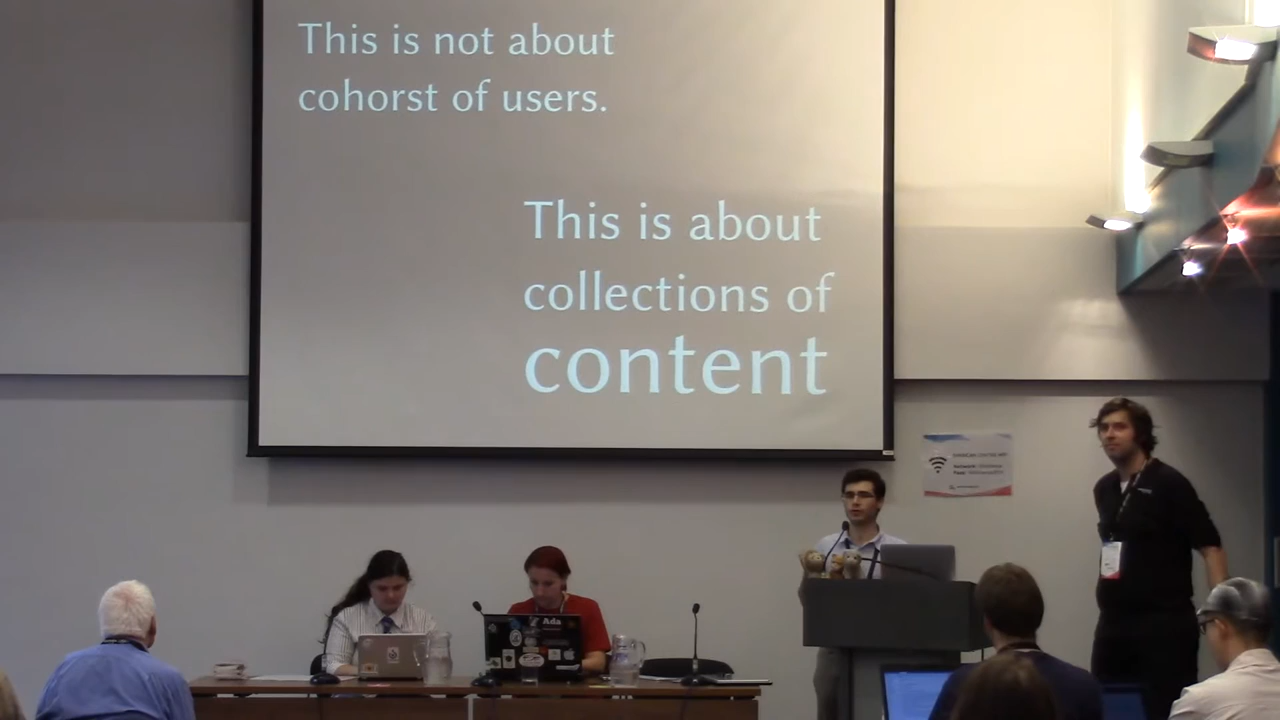 This is not about
cohorst of users.
This is about
collections of
content
Ada